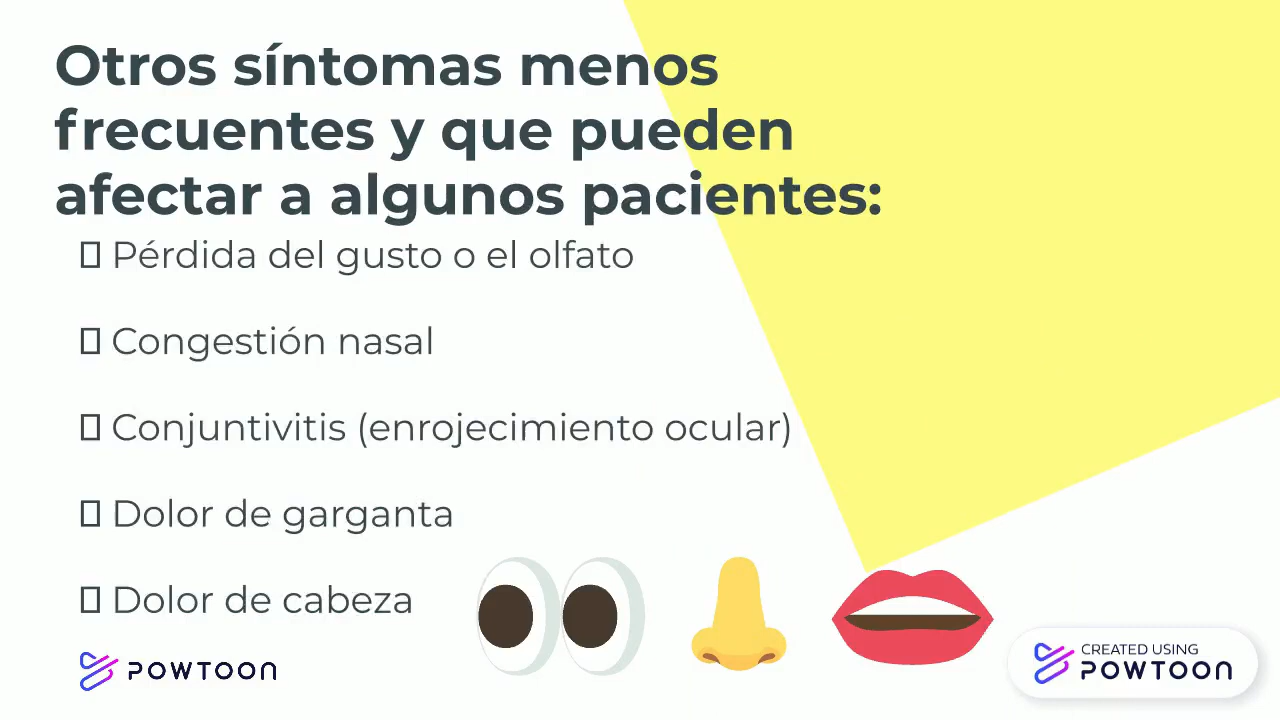 Otros síntomas menos
frecuentes y que pueden
afectar a algunos pacientes:
▯ Pérdida del gusto o el olfato
▯ Congestión nasal
▯ Conjuntivitis (enrojecimiento ocular)
▯ Dolor de garganta
▯ Dolor de cabeza
POWTOON
CREATED USING
POWTOON